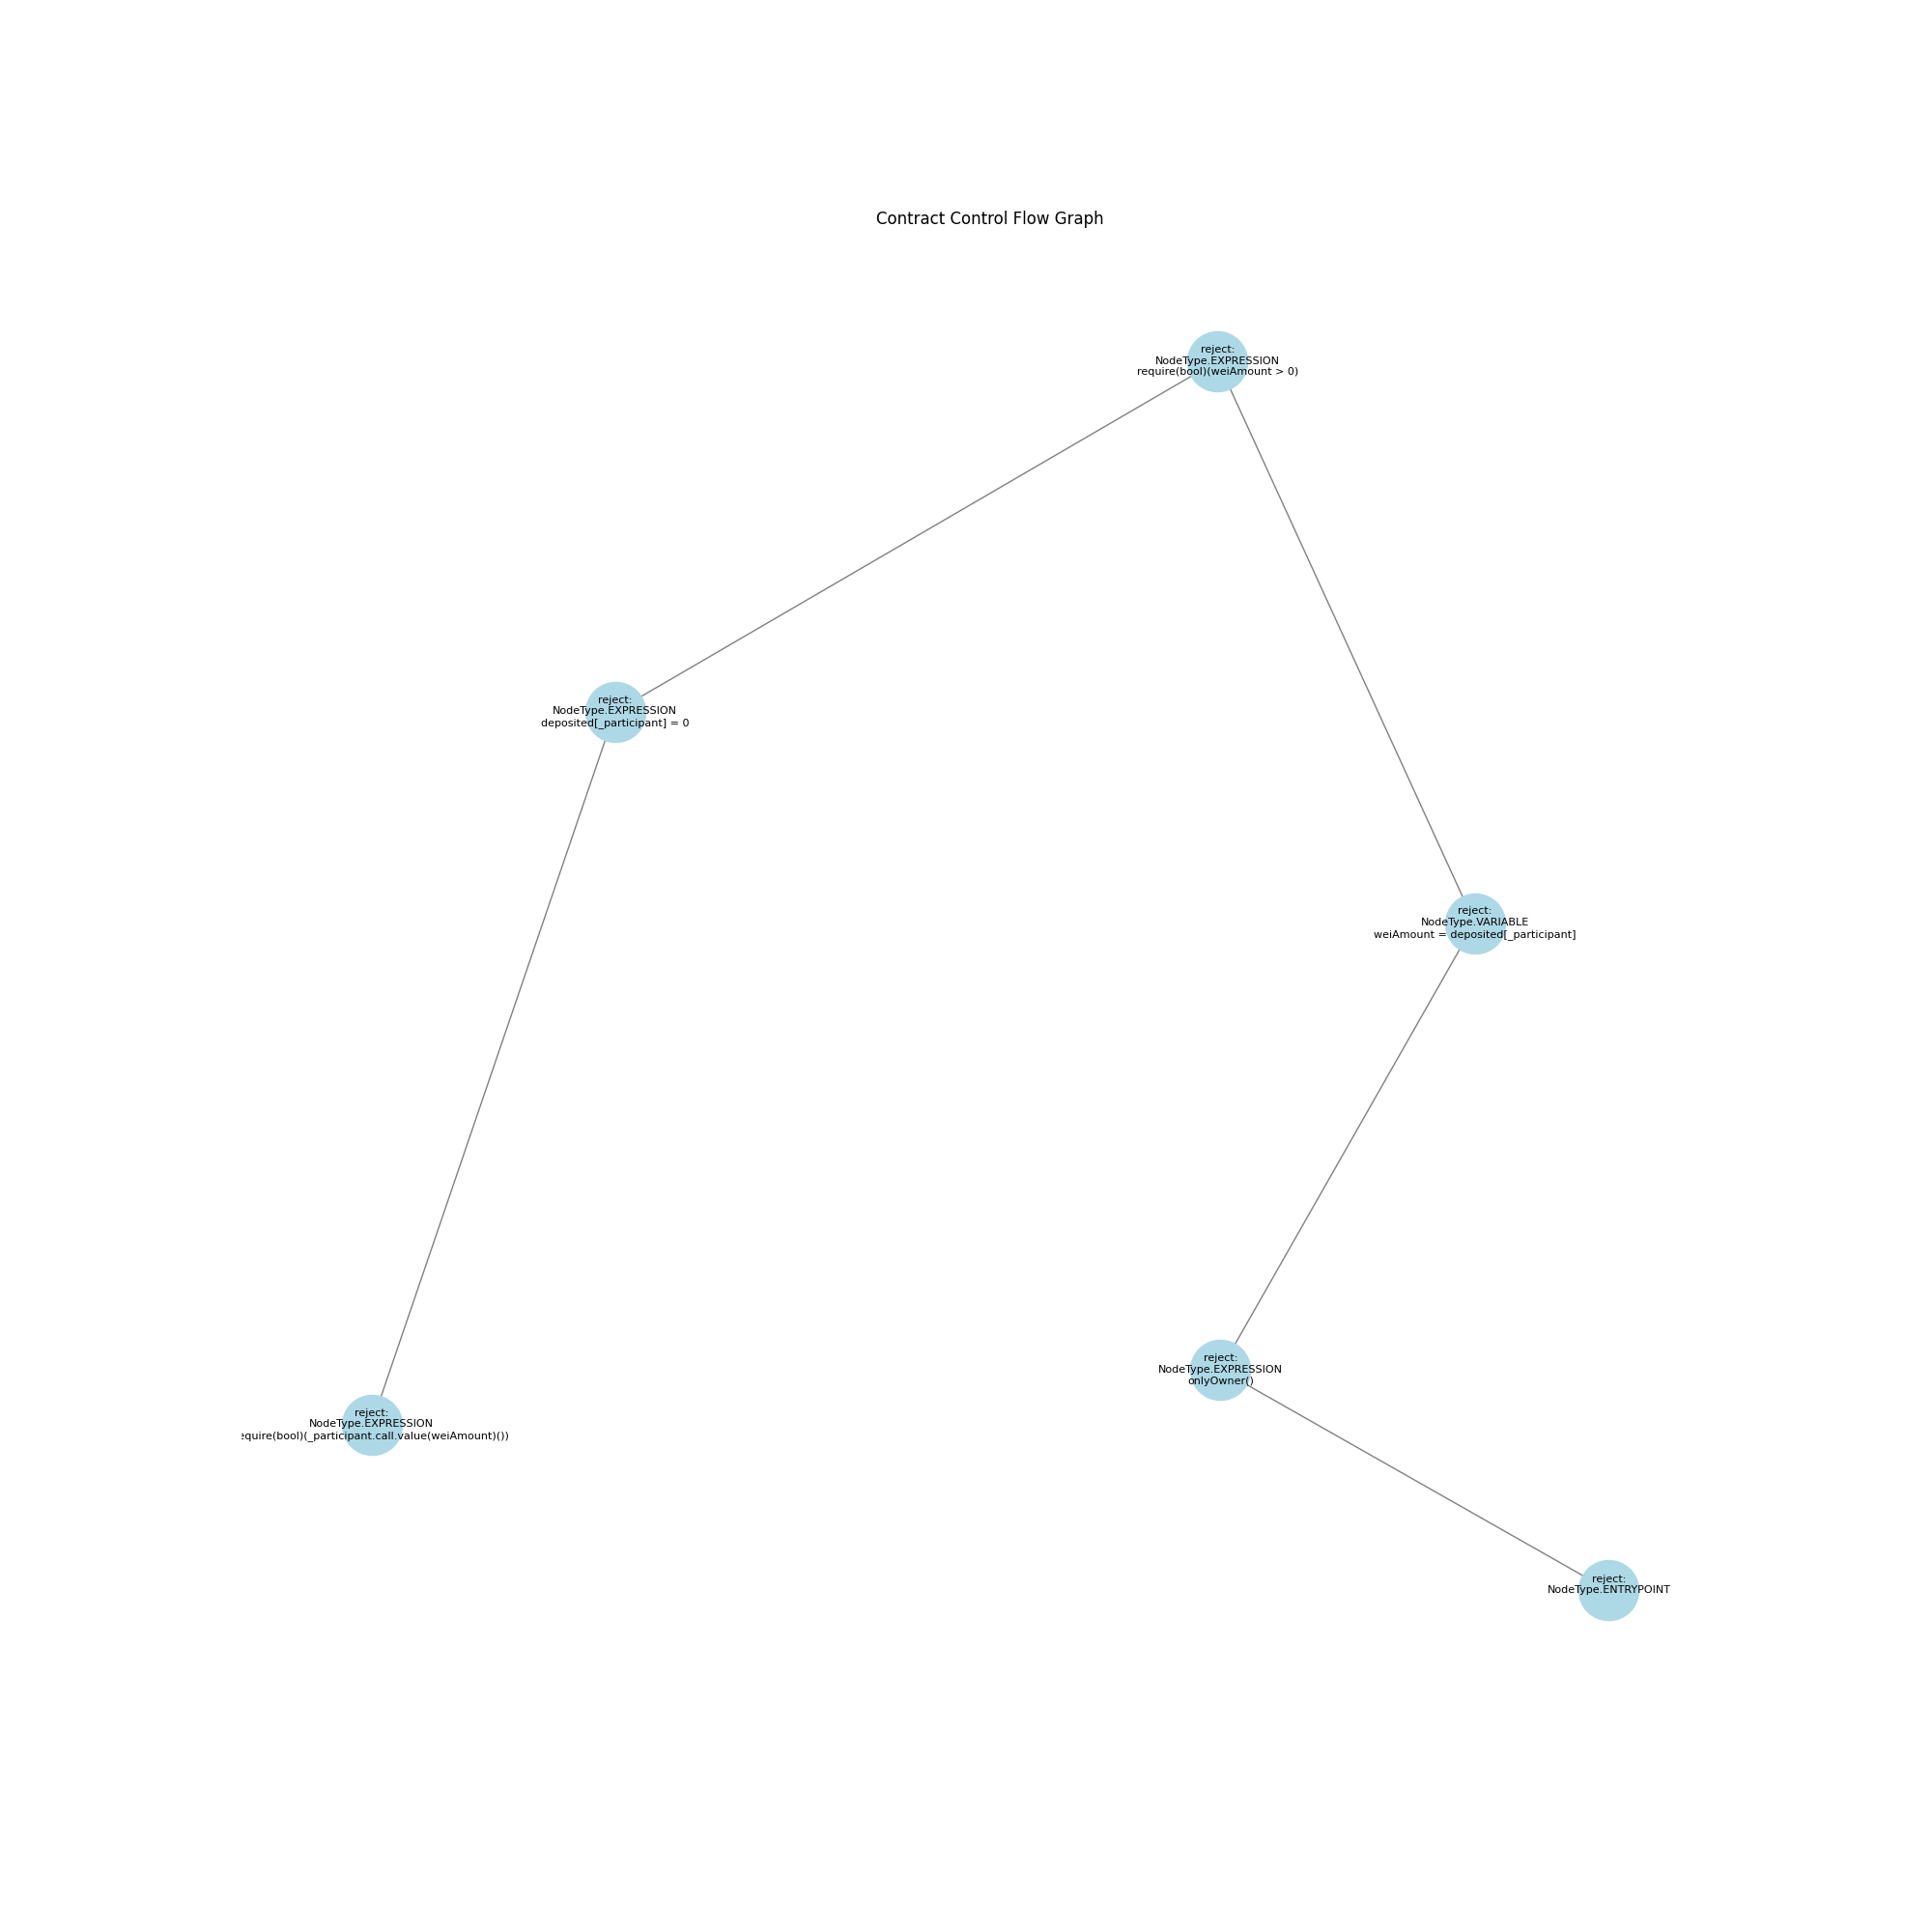 Contract Control Flow Graph
reject:
NodeType.EXPRESSION
require(bool)(weiAmount > 0)
reject:
NodeType.EXPRESSION
deposited[_participant] = 0
reject:
NodeType.VARIABLE
weiAmount = deposited[_participant]
reject:
NodeType.EXPRESSION
onlyOwner()
reject:
NodeType.EXPRESSION
equire(bool)(_participant.call.value(weiAmount)())
reject:
NodeType.ENTRYPOINT